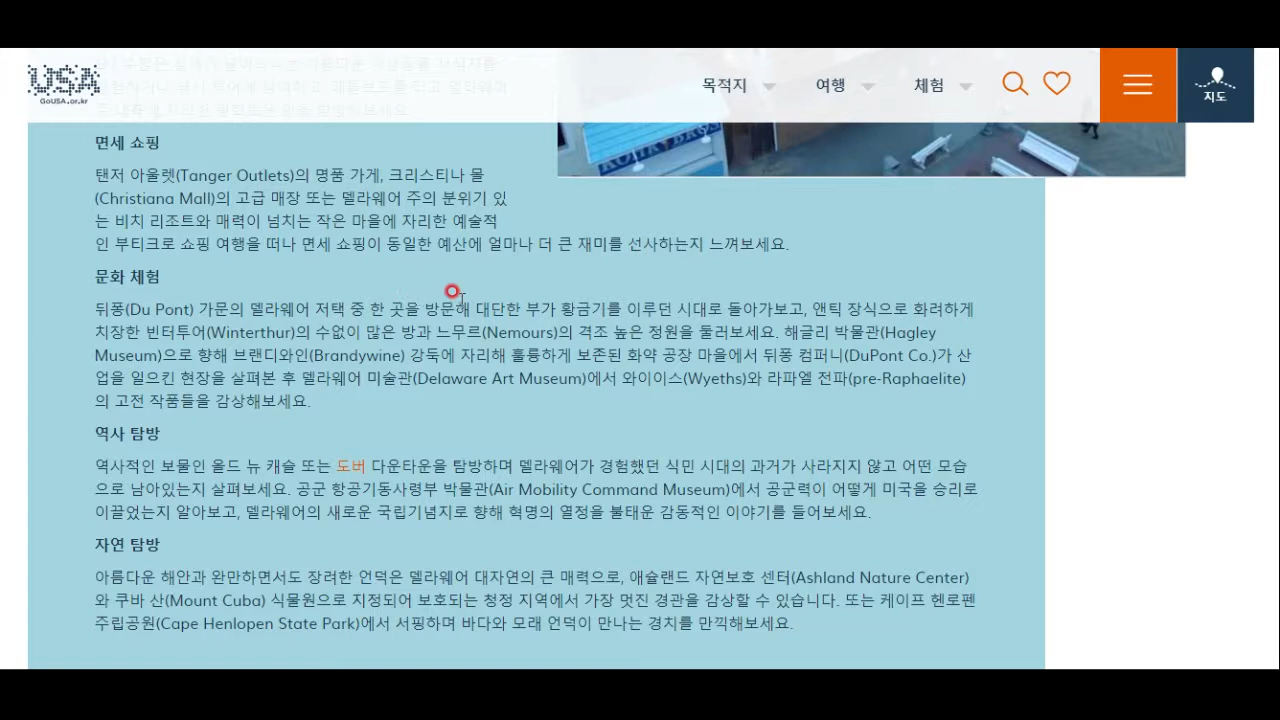 USA
GoUSA.or.kr
목적지
여행
체험
지도
KOHR BROS
면세 쇼핑
탠저 아울렛(Tanger Outlets)의 명품 가게, 크리스티나 몰
(Christiana Mall)의 고급 매장 또는 델라웨어 주의 분위기 있
는 비치 리조트와 매력이 넘치는 작은 마을에 자리한 예술적
인 부티크로 쇼핑 여행을 떠나 면세 쇼핑이 동일한 예산에 얼마나 더 큰 재미를 선사하는지 느껴보세요.
문화 체험
뒤퐁(Du Pont) 가문의 델라웨어 저택 중 한 곳을 방문해 대단한 부가 황금기를 이루던 시대로 돌아가보고, 앤틱 장식으로 화려하게
치장한 빈터투어(Winterthur)의 수없이 많은 방과 느무르(Nemours)의 격조 높은 정원을 둘러보세요. 해글리 박물관(Hagley
Museum)으로 향해 브랜디와인(Brandywine) 강둑에 자리해 훌륭하게 보존된 화약 공장 마을에서 뒤퐁 컴퍼니(DuPont Co.)가 산
업을 일으킨 현장을 살펴본 후 델라웨어 미술관(Delaware Art Museum)에서 와이이스(Wyeths)와 라파엘 전파(pre-Raphaelite)
의 고전 작품들을 감상해보세요.
역사 탐방
역사적인 보물인 올드 뉴 캐슬 또는 도버 다운타운을 탐방하며 델라웨어가 경험했던 식민 시대의 과거가 사라지지 않고 어떤 모습
으로 남아있는지 살펴보세요. 공군 항공기동사령부 박물관(Air Mobility Command Museum)에서 공군력이 어떻게 미국을 승리로
이끌었는지 알아보고, 델라웨어의 새로운 국립기념지로 향해 혁명의 열정을 불태운 감동적인 이야기를 들어보세요.
자연 탐방
아름다운 해안과 완만하면서도 장려한 언덕은 델라웨어 대자연의 큰 매력으로, 애슐랜드 자연보호 센터(Ashland Nature Center)
와 쿠바 산(Mount Cuba) 식물원으로 지정되어 보호되는 청정 지역에서 가장 멋진 경관을 감상할 수 있습니다. 또는 케이프 헨로펜
주립공원(Cape Henlopen State Park)에서 서핑하며 바다와 모래 언덕이 만나는 경치를 만끽해보세요.